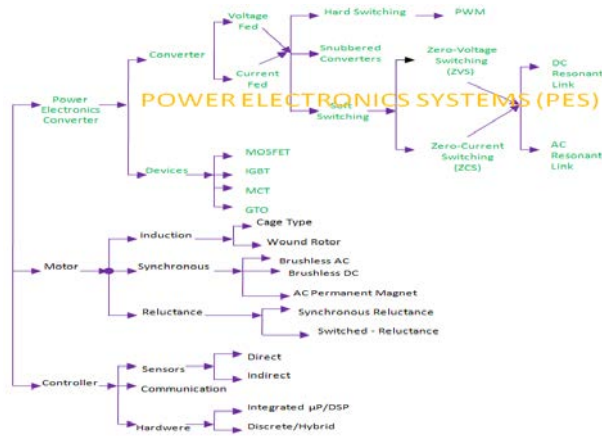 Voltage
Fed
Hard Switching
PWM
Converter
Snubbered
Converters
Zero-Voltage
Switching
(ZVS)
DC
Resonant
Link
Current
Fed
Power
Electronics
Converter
POWER ELECTRONICS SYSTEMS (PES)
Soft
Switching
Zero-Current
Switching
(ZCS)
AC
Resonant
Link
Devices
MOSFET
IGBT
MCT
GTO
Motor
Induction
Cage Type
Wound Rotor
Synchronous
Brushless AC
Brushless DC
AC Permanent Magnet
Reluctance
Synchronous Reluctance
Switched - Reluctance
Controller
Sensors
Direct
Indirect
Communication
Hardwere
Integrated µP/DSP
Discrete/Hybrid